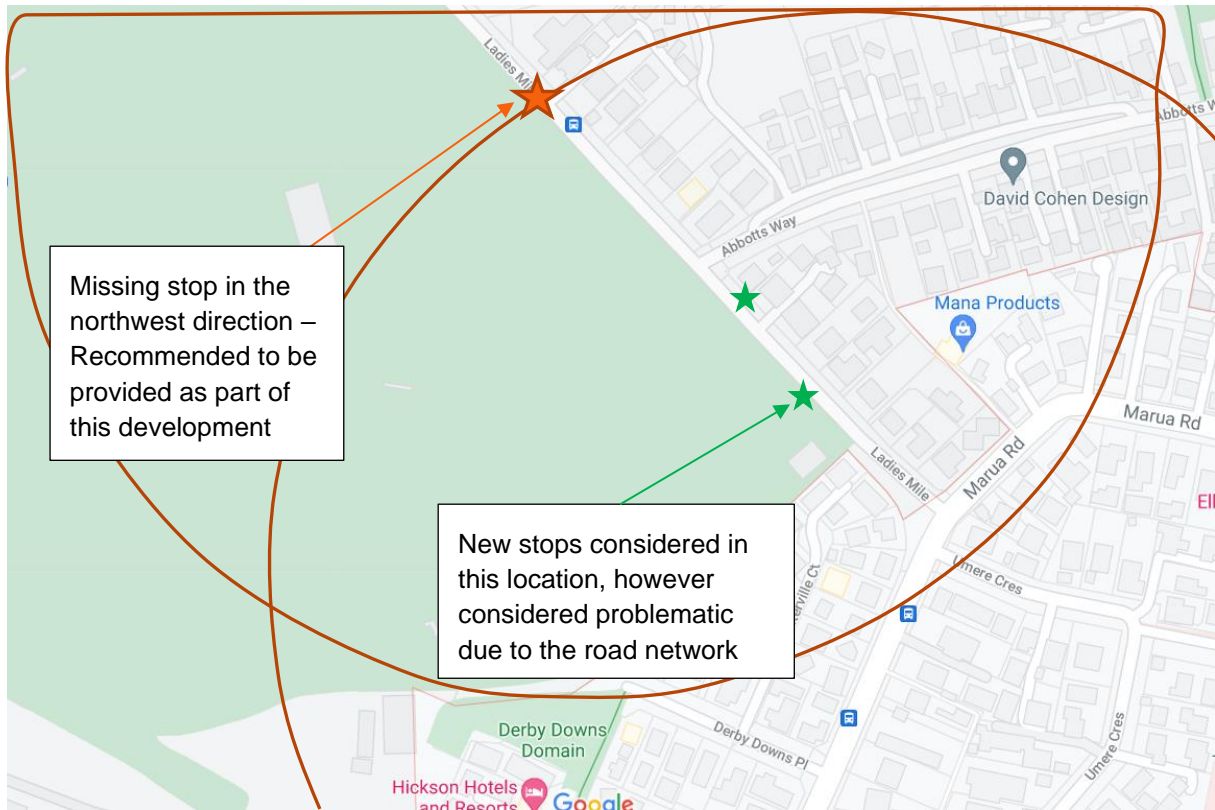 Ladies Mile
Abbotts Way
David Cohen Design
Abbotts Way
Missing stop in the
northwest direction –
Recommended to be
provided as part of
this development
Mana Products
Marua Rd
Ladies Mile
Marua Rd
New stops considered in
this location, however
considered problematic
due to the road network
Umere Cres
Derby Downs
Domain
Derby Downs Pl
Umere Cres
Hickson Hotels
and Resorts
Google